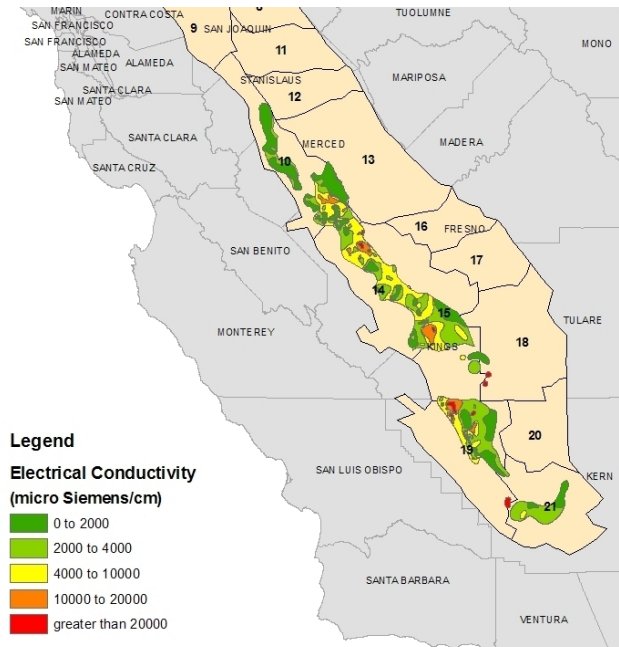 MARIN
CONTRA COSTA
TUOLUMNE
SAN FRANCISCO
9
SAN JOAQUIN
8
SAN FRANCISCO
11
MONO
ALAMEDA
ALAMEDA
SAN MATEO
STANISLAUS
MARIPOSA
SANTA CLARA
SAN MATEO
12
SANTA CLARA
MERCED
MADERA
10
13
SANTA CRUZ
16
FRESNO
SAN BENITO
17
14
15
MONTEREY
KINGS
18
TULARE
19
20
SAN LUIS OBISPO
KERN
21
SANTA BARBARA
VENTURA
Legend
Electrical Conductivity
(micro Siemens/cm)
0 to 2000
2000 to 4000
4000 to 10000
10000 to 20000
greater than 20000